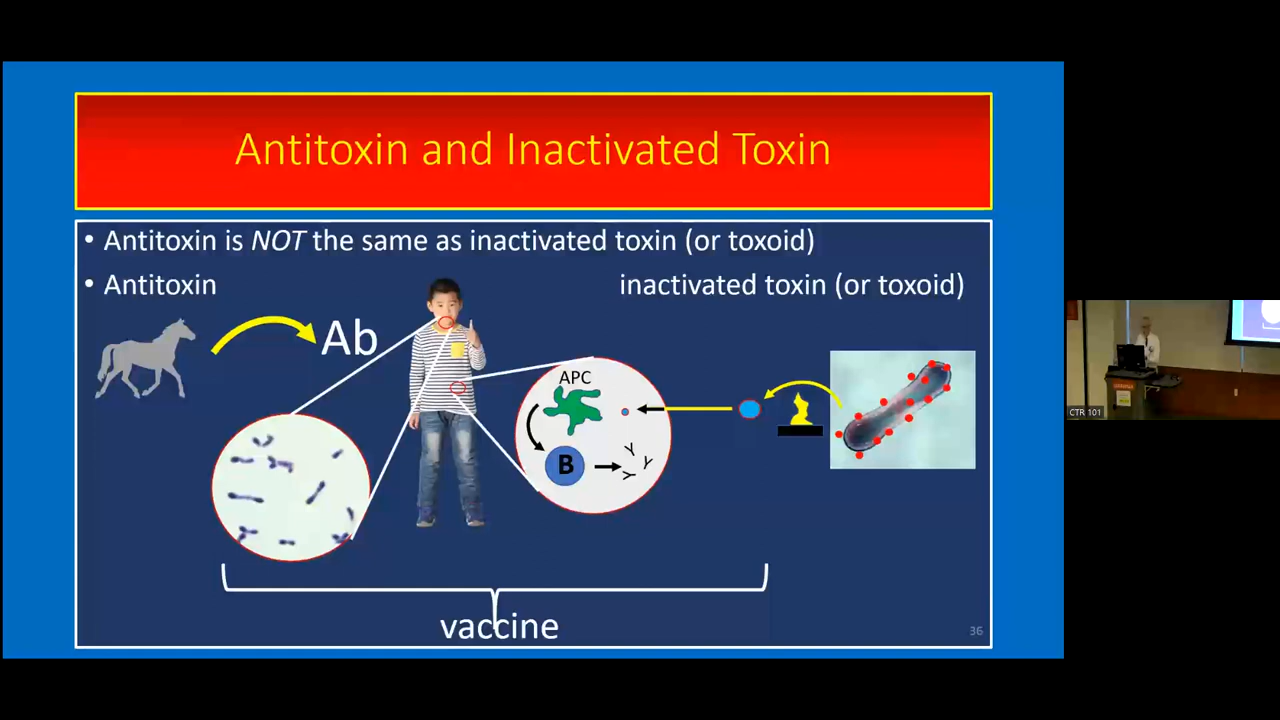 Antitoxin and Inactivated Toxin
• Antitoxin is NOT the same as inactivated toxin (or toxoid)
• Antitoxin
inactivated toxin (or toxoid)
Ab
APC
B
vaccine
36
CTR 101